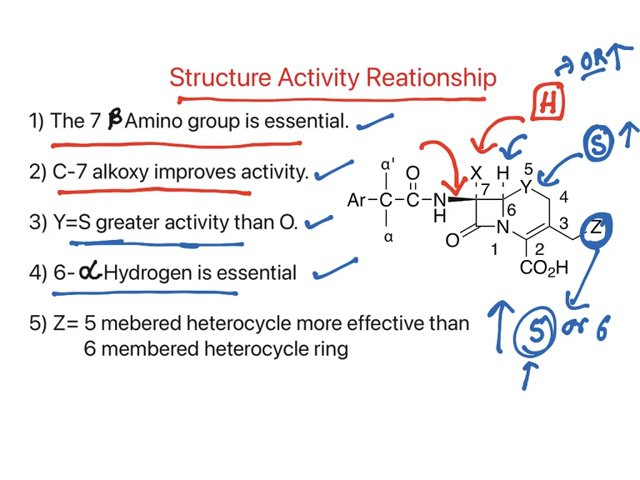 Structure Activity Reationship
→ OR↑
H
1) The 7 β Amino group is essential.
S ↑
2) C-7 alkoxy improves activity.
3) Y=S greater activity than O.
4) 6-α Hydrogen is essential
5) Z= 5 mebered heterocycle more effective than
6 membered heterocycle ring
α' O X H 5
Y 4
Ar-C-C-N 7 6 3 Z
H
α O N
1 2
CO₂H
↑ 5 or 6
↑